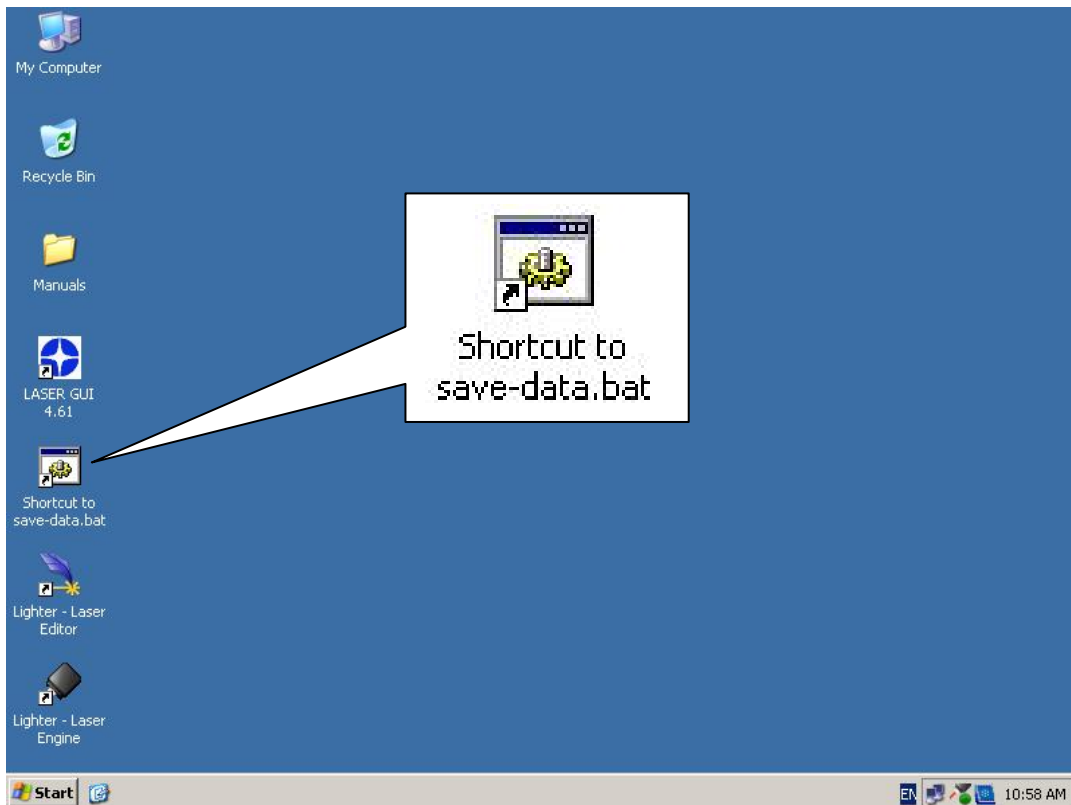 My Computer
Recycle Bin
Manuals
LASER GUI
4.61
Shortcut to
save-data.bat
Lighter - Laser
Editor
Lighter - Laser
Engine
Shortcut to
save-data.bat
Start
EN
10:58 AM